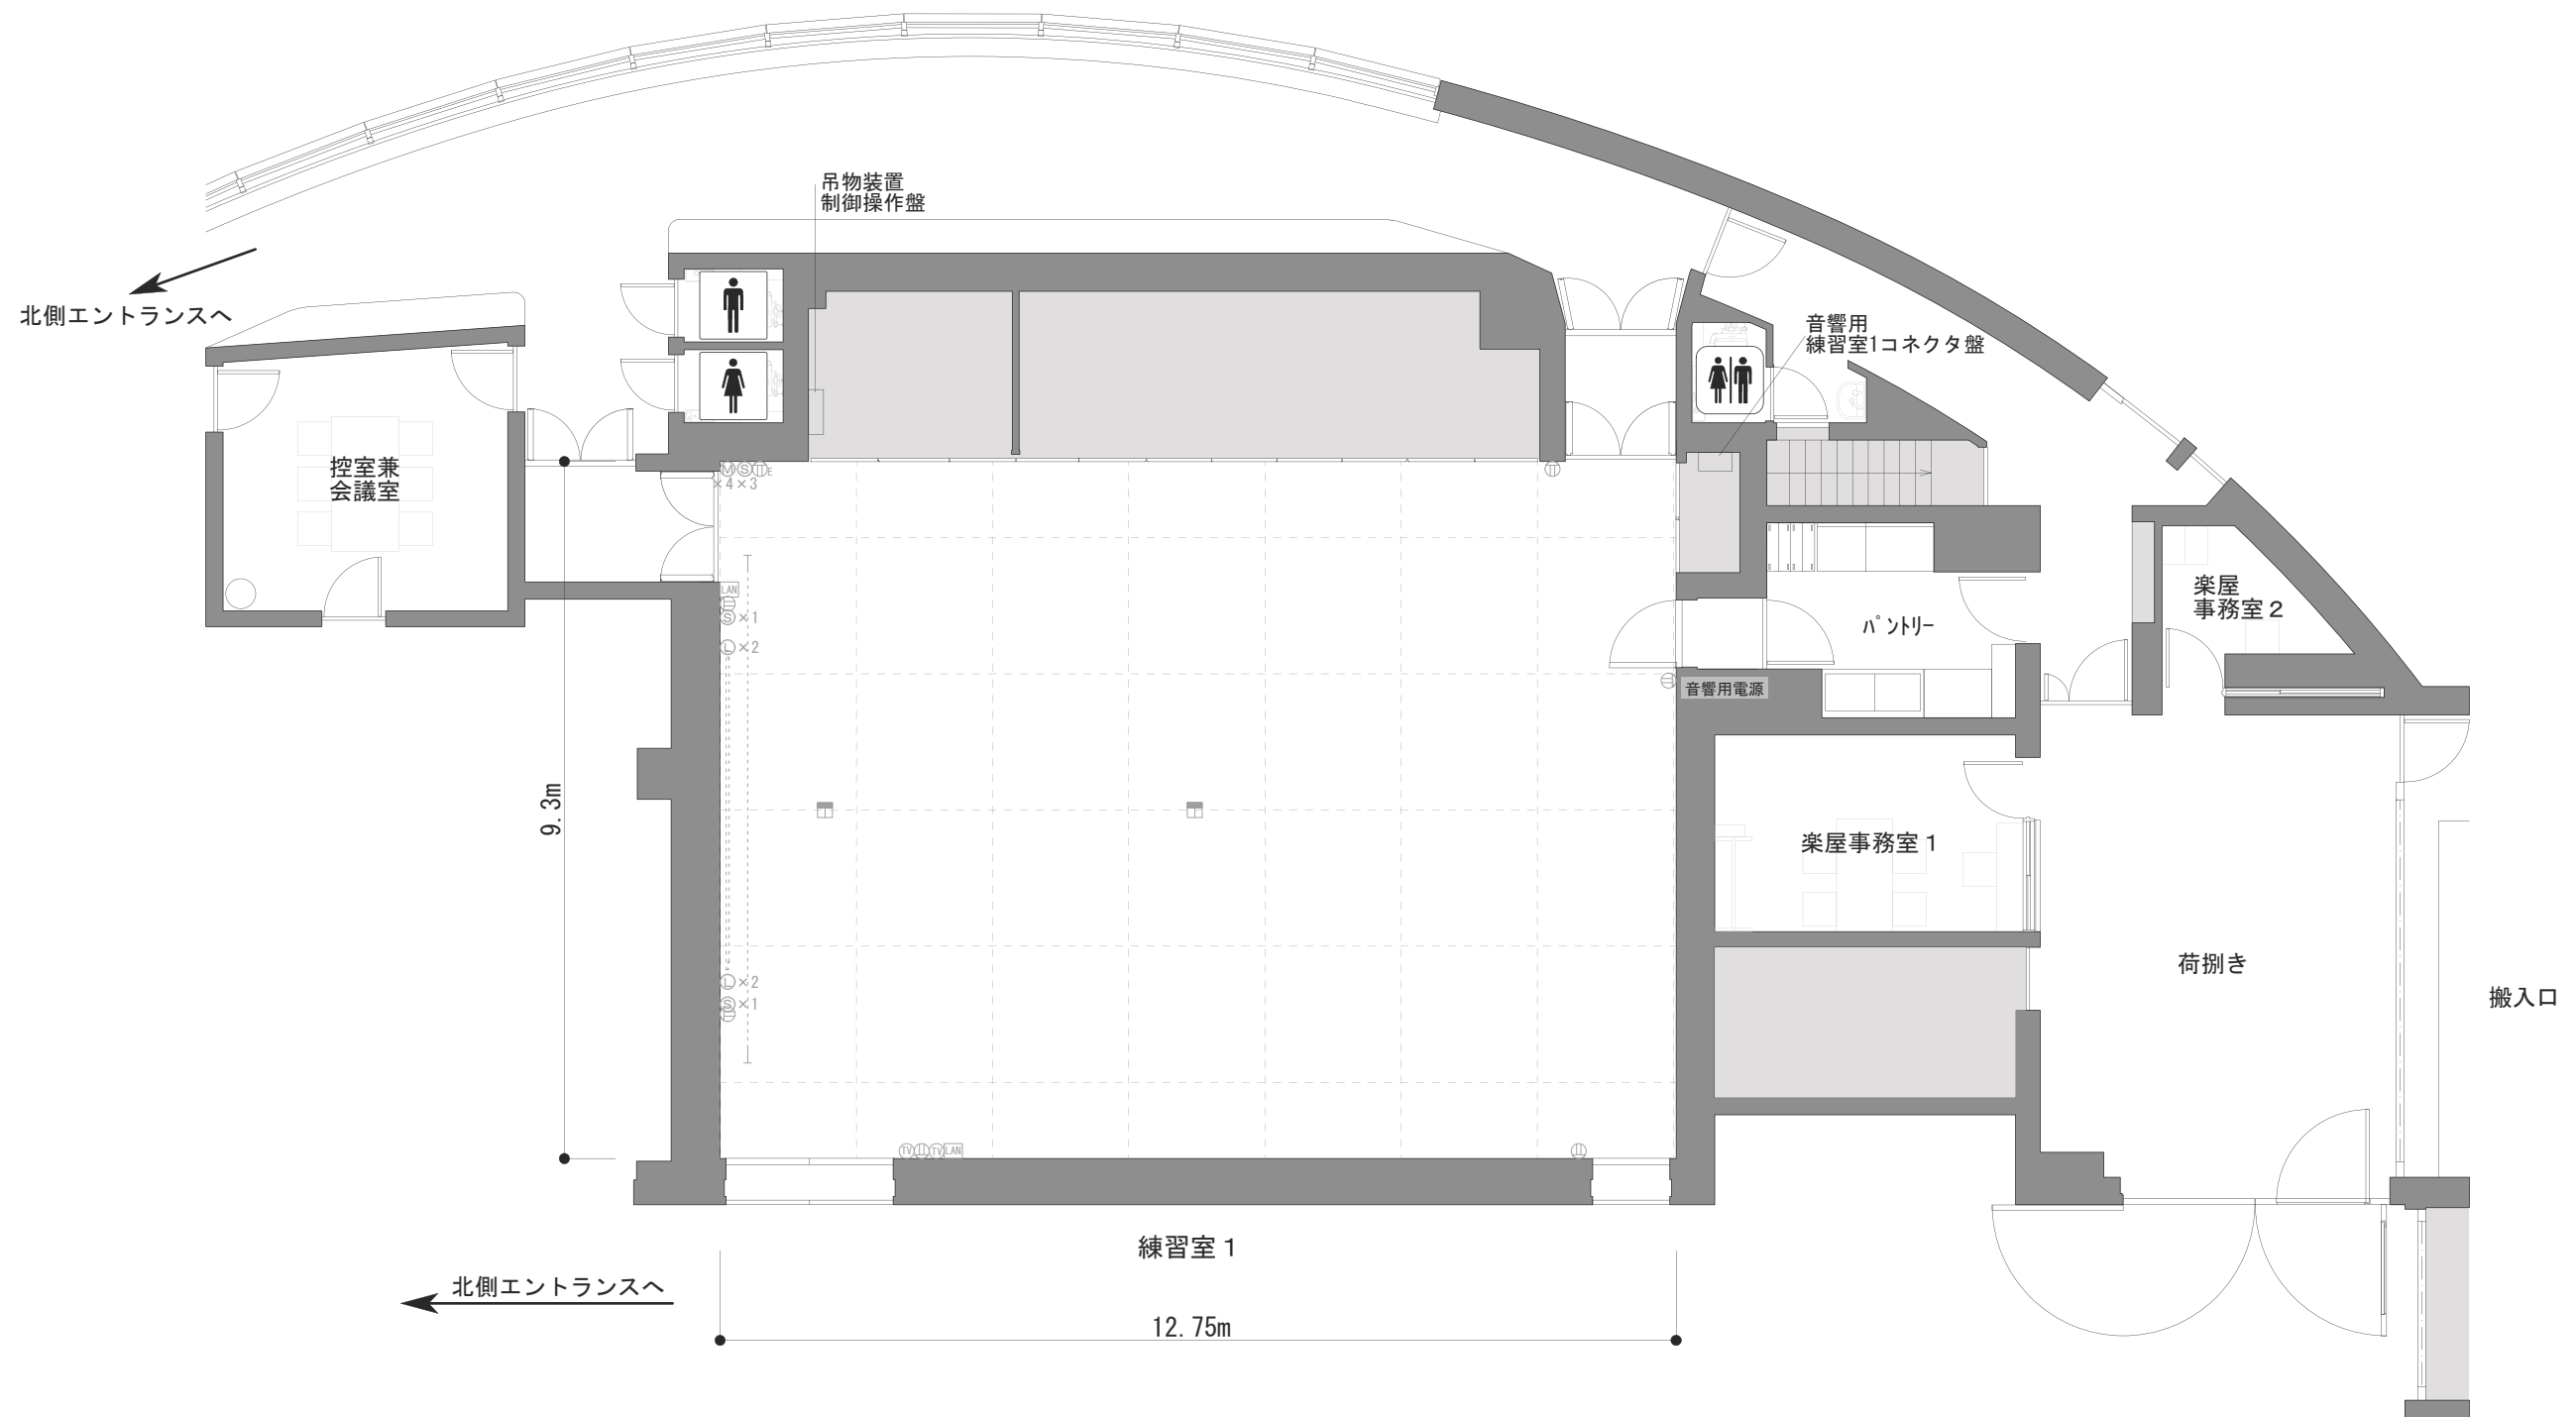 吊物装置
制御操作盤
北側エントランスへ
音響用
練習室1コネクタ盤
控室兼
会議室
M S E
×4×3
LAN
S×1
L×2
楽屋
事務室2
パントリー
音響用電源
9.3m
楽屋事務室1
荷捌き
搬入口
L×2
S×1
TV TV LAN
練習室1
北側エントランスへ
12.75m